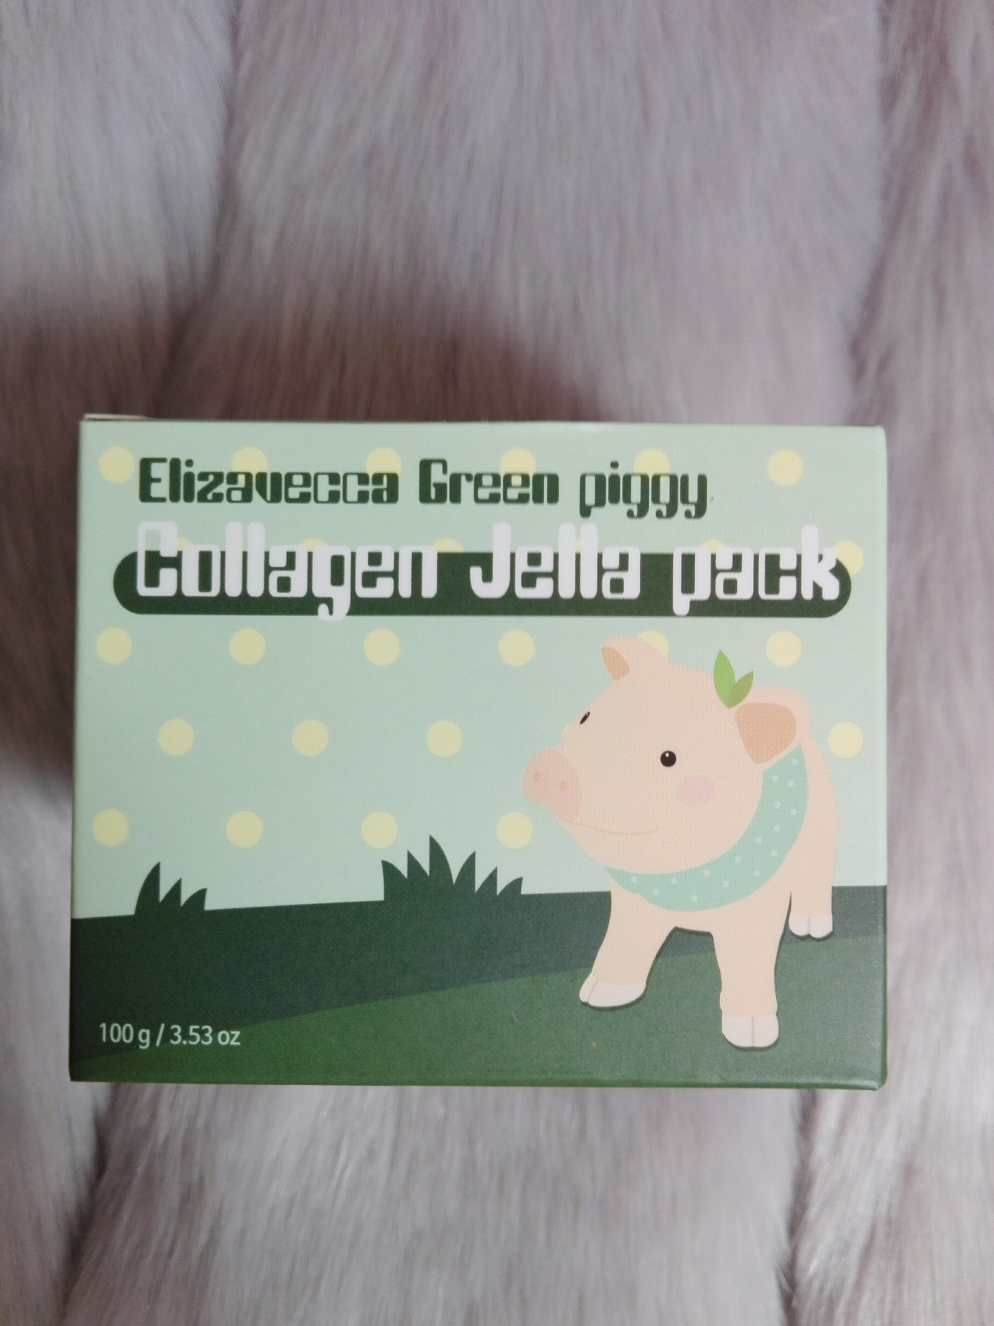 Elizavecca Green piggy
Collagen Jella pack
100 g / 3.53 oz